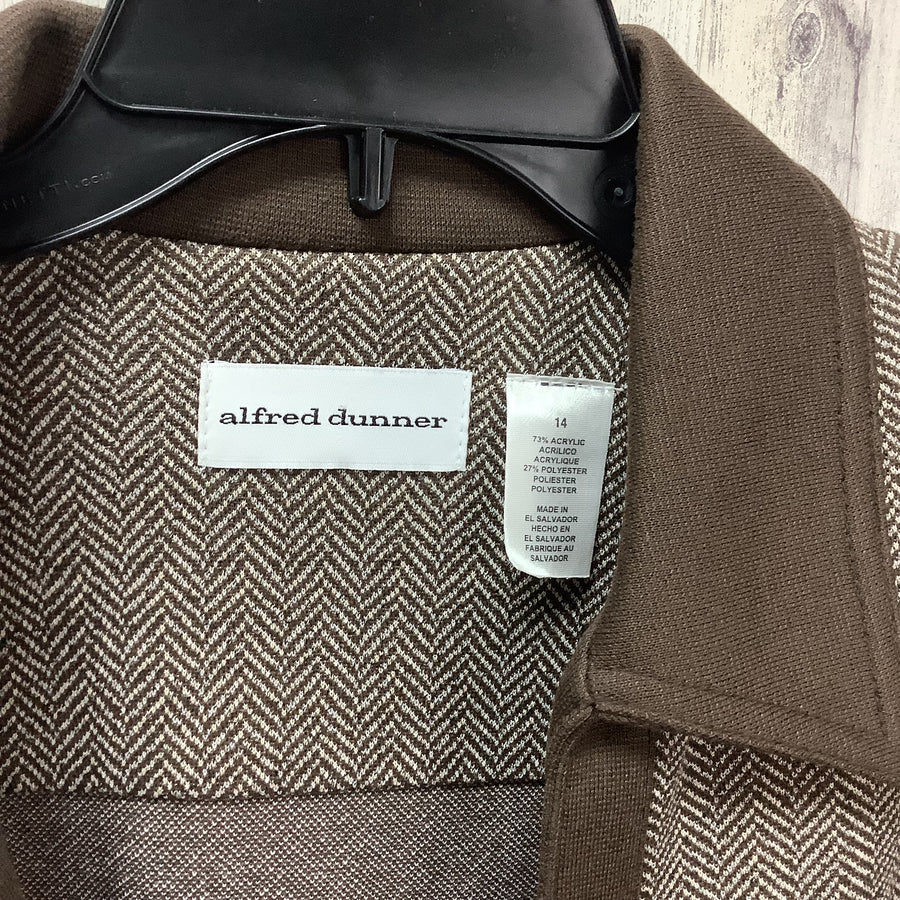 alfred dunner
14
73% ACRYLIC
ACRILICO
ACRYLIQUE
27% POLYESTER
POLIESTER
POLYESTER
MADE IN
EL SALVADOR
HECHO EN
EL SALVADOR
FABRIQUE AU
SALVADOR